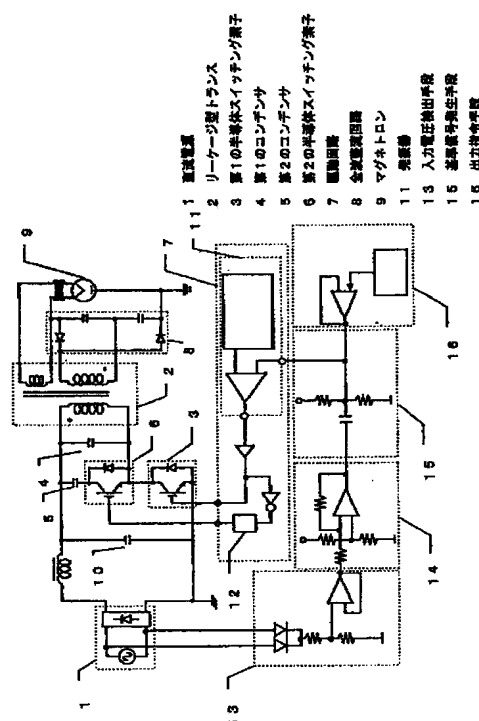 1 直流電源
2 リーケージ型トランス
3 第1の半導体スイッチング素子
4 第1のコンデンサ
5 第2のコンデンサ
6 第2の半導体スイッチング素子
7 駆動回路
8 全波整流回路
9 マグネトロン
11 発振器
13 入力電圧検出手段
15 基準信号発生手段
15 出力指令手段
9
11
7
8
2
6
3
4
5
10
12
16
15
14
1
13